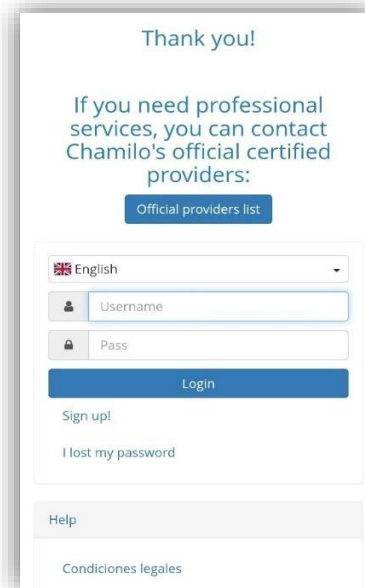 Thank you!
If you need professional
services, you can contact
Chamilo's official certified
providers:
Official providers list
English
Username
Pass
Login
Sign up!
I lost my password
Help
Condiciones legales